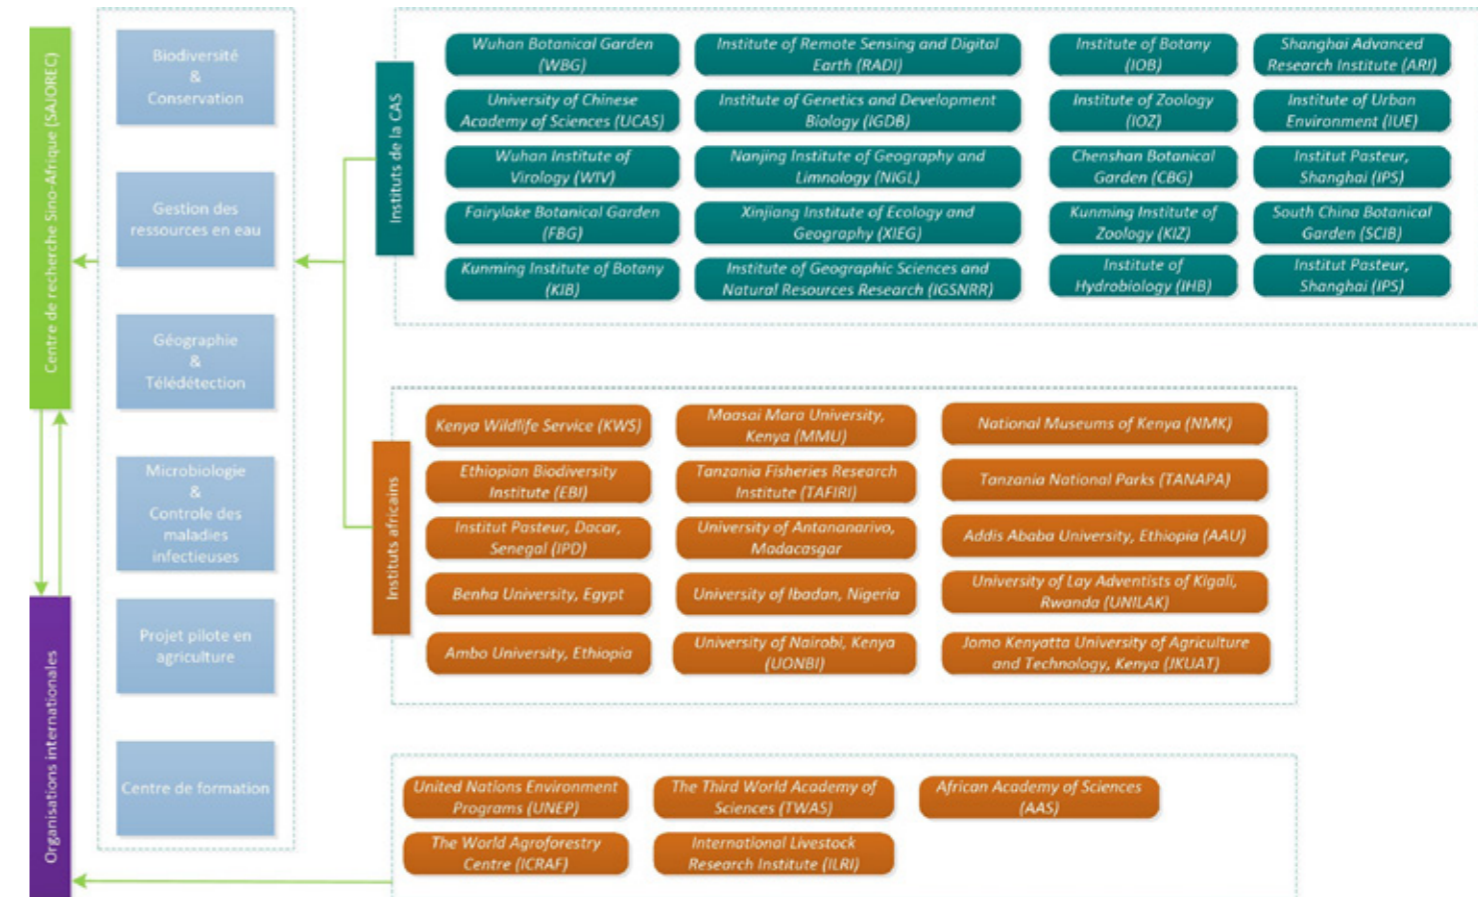 Centre de recherche Sino-Afrique (SAJOREC)
Organisations internationales
Biodiversité
&
Conservation
Gestion des
ressources en eau
Géographie
&
Télédétection
Microbiologie
&
Controle des
maladies
infectieuses
Projet pilote en
agriculture
Centre de formation
Instituts de la CAS
Wuhan Botanical Garden
(WBG)
Institute of Remote Sensing and Digital
Earth (RADI)
Institute of Botany
(IOB)
Shanghai Advanced
Research Institute (ARI)
University of Chinese
Academy of Sciences (UCAS)
Institute of Genetics and Development
Biology (IGDB)
Institute of Zoology
(IOZ)
Institute of Urban
Environment (IUE)
Wuhan Institute of
Virology (WIV)
Nanjing Institute of Geography and
Limnology (NIGL)
Chenshan Botanical
Garden (CBG)
Institut Pasteur,
Shanghai (IPS)
Fairylake Botanical Garden
(FBG)
Xinjiang Institute of Ecology and
Geography (XIEG)
Kunming Institute of
Zoology (KIZ)
South China Botanical
Garden (SCIB)
Kunming Institute of Botany
(KIB)
Institute of Geographic Sciences and
Natural Resources Research (IGSNRR)
Institute of
Hydrobiology (IHB)
Institut Pasteur,
Shanghai (IPS)
Instituts africains
Kenya Wildlife Service (KWS)
Maasai Mara University,
Kenya (MMU)
National Museums of Kenya (NMK)
Ethiopian Biodiversity
Institute (EBI)
Tanzania Fisheries Research
Institute (TAFIRI)
Tanzania National Parks (TANAPA)
Institut Pasteur, Dacar,
Senegal (IPD)
University of Antananarivo,
Madacasgar
Addis Ababa University, Ethiopia (AAU)
Benha University, Egypt
University of Ibadan, Nigeria
University of Lay Adventists of Kigali,
Rwanda (UNILAK)
Ambo University, Ethiopia
University of Nairobi, Kenya
(UONBI)
Jomo Kenyatta University of Agriculture
and Technology, Kenya (JKUAT)
United Nations Environment
Programs (UNEP)
The Third World Academy of
Sciences (TWAS)
African Academy of Sciences
(AAS)
The World Agroforestry
Centre (ICRAF)
International Livestock
Research Institute (ILRI)